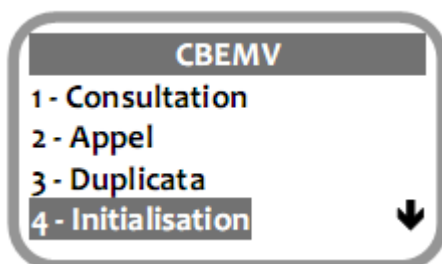 CBEMV
1 - Consultation
2 - Appel
3 - Duplicata
4 - Initialisation